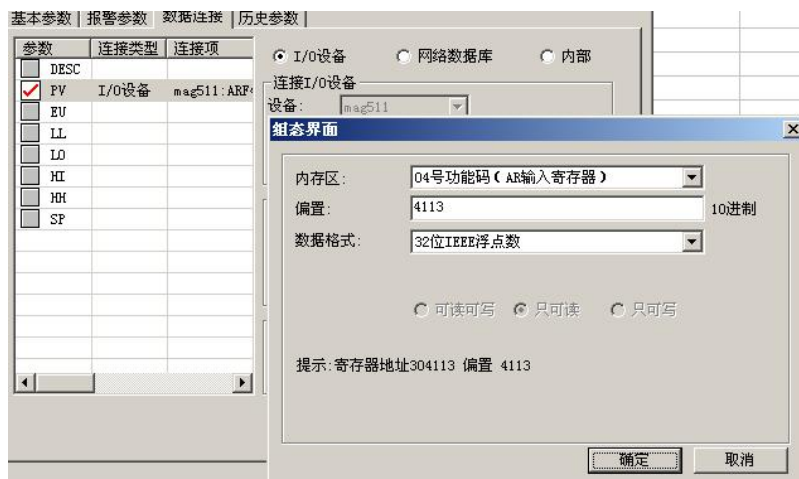 基本参数 报警参数 数据连接 历史参数
参数 连接类型 连接项
DESC
PV I/O设备 mag511:ARF
EU
LL
LO
HI
HH
SP
I/O设备 网络数据库 内部
连接I/O设备
设备: mag511
组态界面
内存区: 04号功能码(AR输入寄存器)
偏置: 4113 10进制
数据格式: 32位IEEE浮点数
可读可写 只可读 只可写
提示:寄存器地址304113 偏置 4113
确定 取消